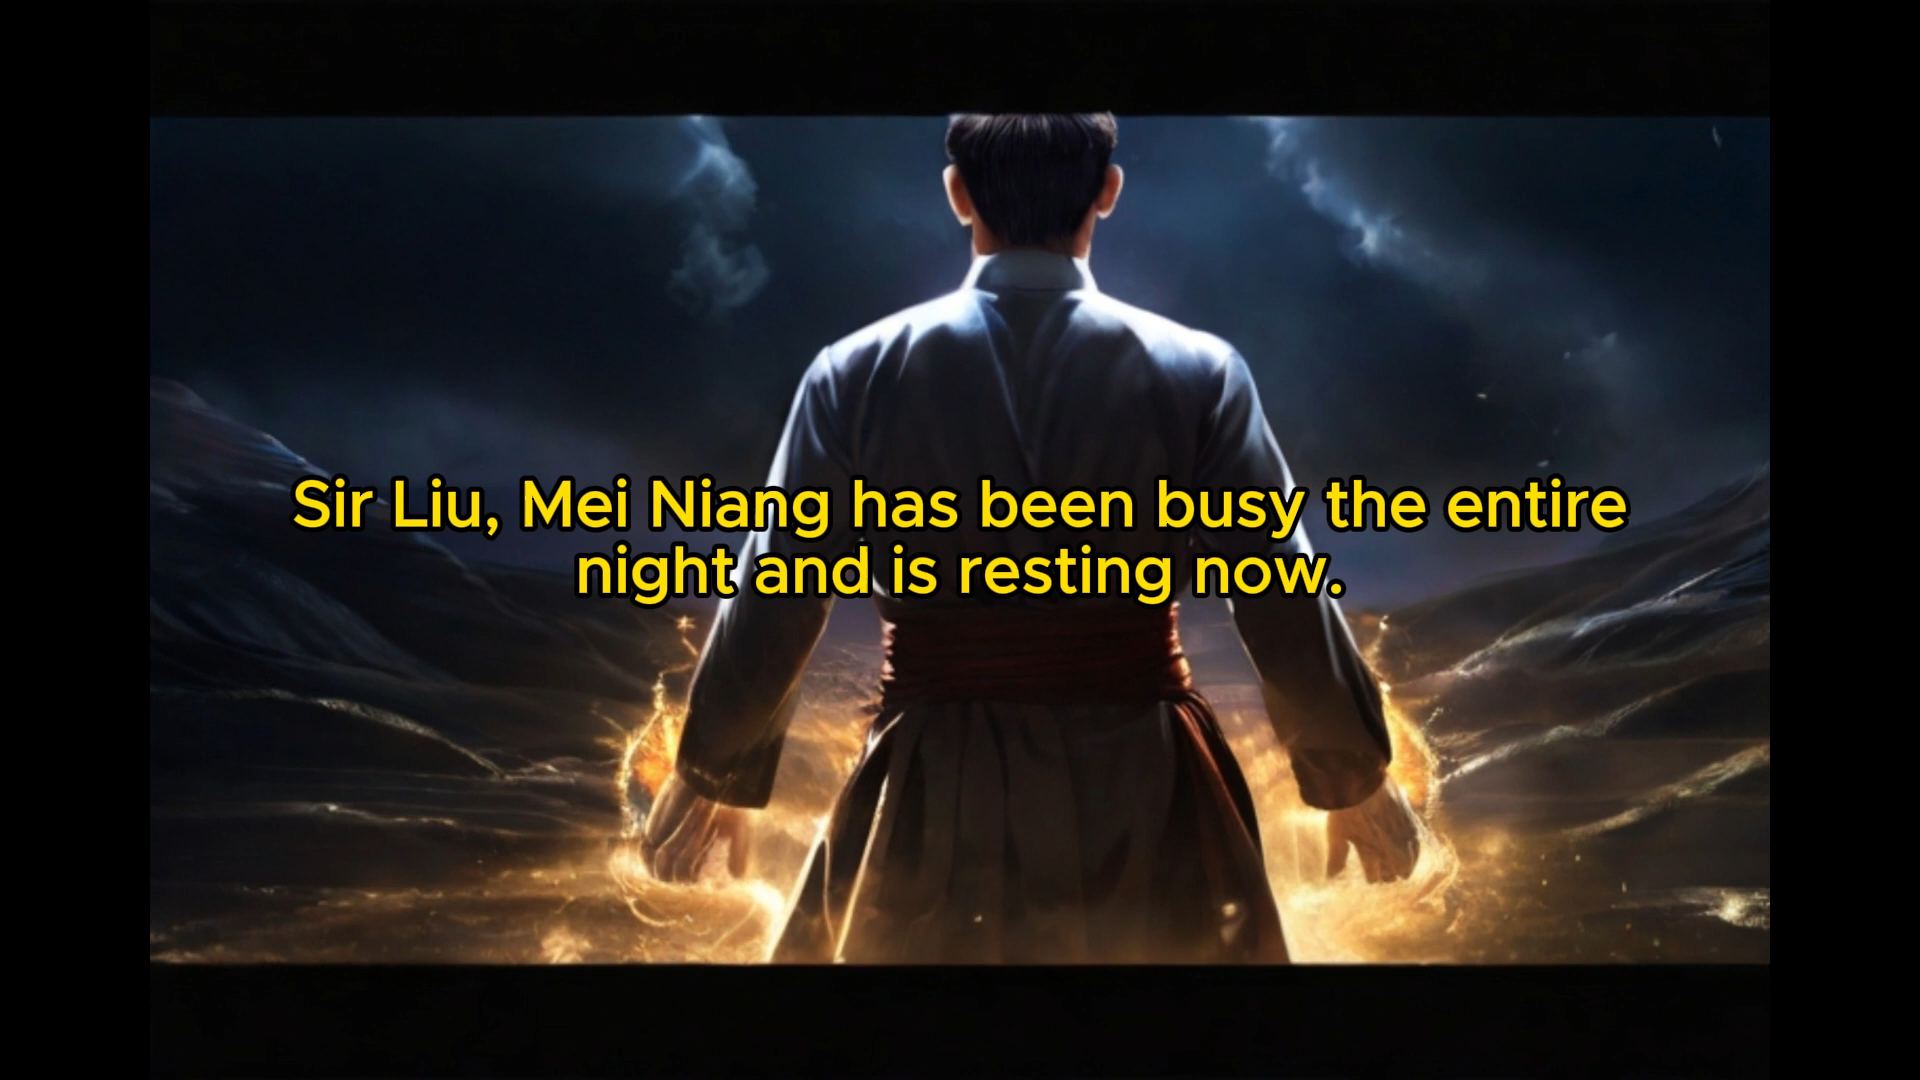 Sir Liu, Mei Niang has been busy the entire
night and is resting now.